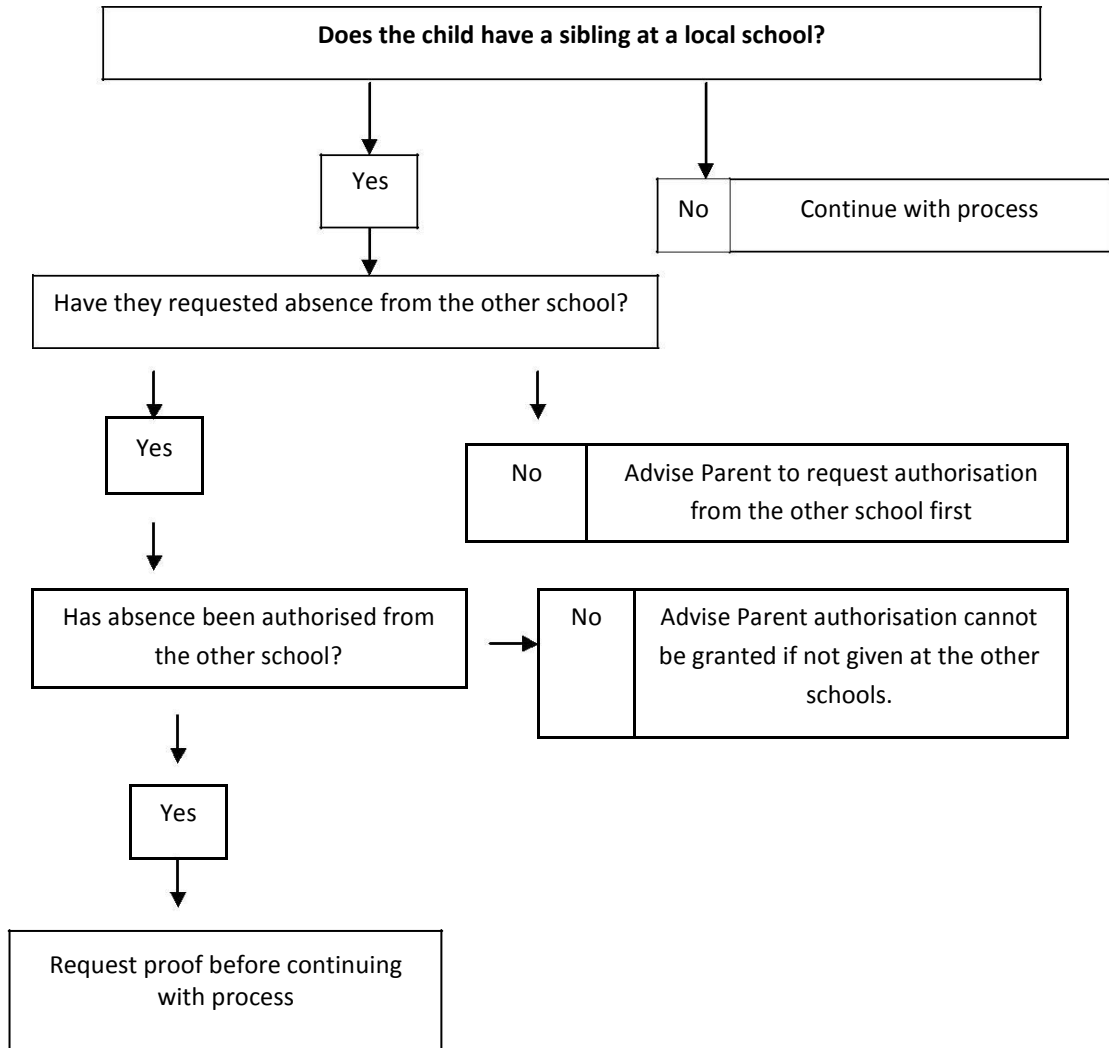 Does the child have a sibling at a local school?
Yes
No
Continue with process
Have they requested absence from the other school?
Yes
No
Advise Parent to request authorisation
from the other school first
Has absence been authorised from
the other school?
No
Advise Parent authorisation cannot
be granted if not given at the other
schools.
Yes
Request proof before continuing
with process